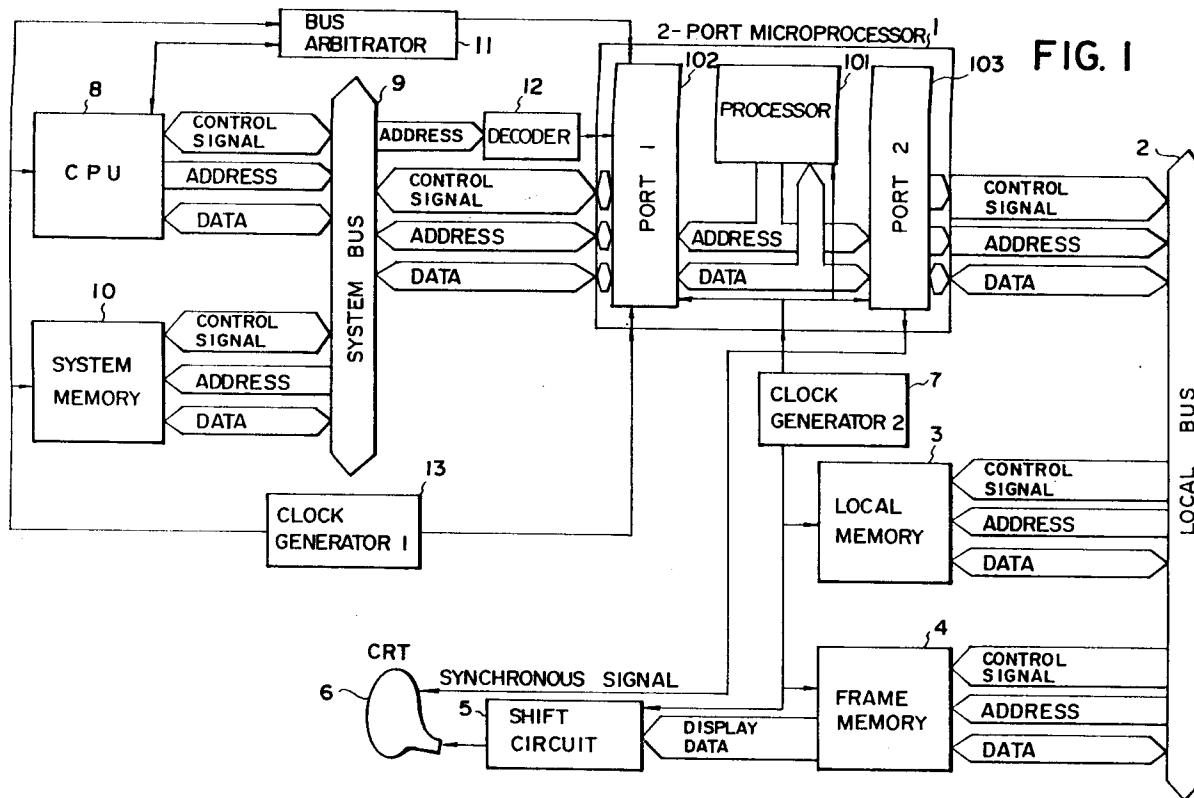 BUS
ARBITRATOR
11
2-PORT MICROPROCESSOR
1
FIG. 1
8
CPU
CONTROL
SIGNAL
ADDRESS
DATA
9
SYSTEM BUS
ADDRESS
12
DECODER
CONTROL
SIGNAL
ADDRESS
DATA
102
PORT 1
101
PROCESSOR
ADDRESS
DATA
103
PORT 2
CONTROL
SIGNAL
ADDRESS
DATA
2
LOCAL BUS
10
SYSTEM
MEMORY
CONTROL
SIGNAL
ADDRESS
DATA
13
CLOCK
GENERATOR 1
7
CLOCK
GENERATOR 2
3
LOCAL
MEMORY
CONTROL
SIGNAL
ADDRESS
DATA
CRT
6
SYNCHRONOUS SIGNAL
5
SHIFT
CIRCUIT
DISPLAY
DATA
4
FRAME
MEMORY
CONTROL
SIGNAL
ADDRESS
DATA